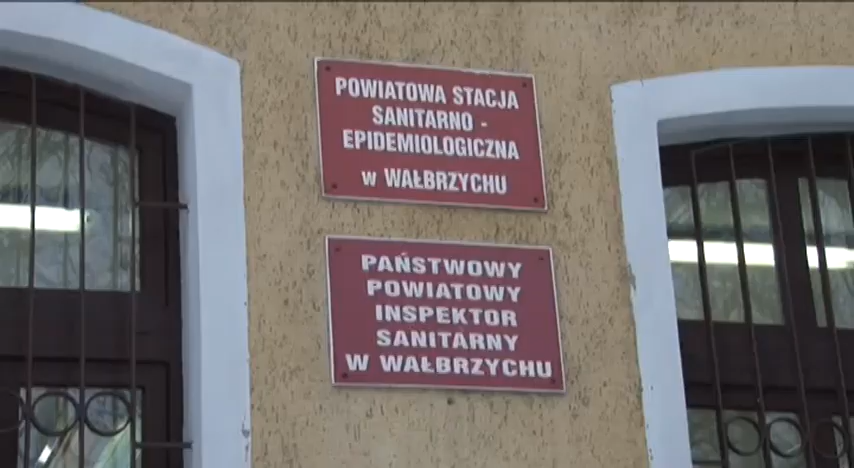 POWIATOWA STACJA
SANITARNO -
EPIDEMIOLOGICZNA
w WAŁBRZYCHU
PAŃSTWOWY
POWIATOWY
INSPEKTOR
SANITARNY
w WAŁBRZYCHU